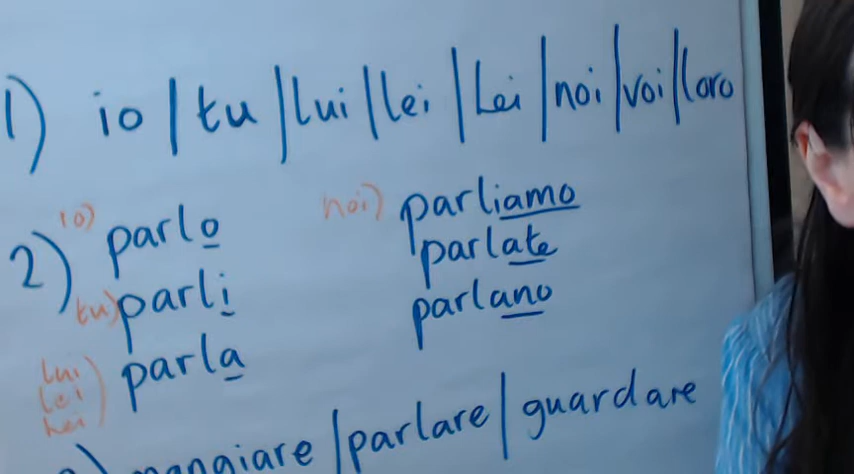 1) io | tu | lui | lei | Lei | noi | voi | loro
2) io) parlo noi) parliamo
parlate
tu) parli
parlano
lui
lei
Lei) parla
mangiare | parlare | guardare